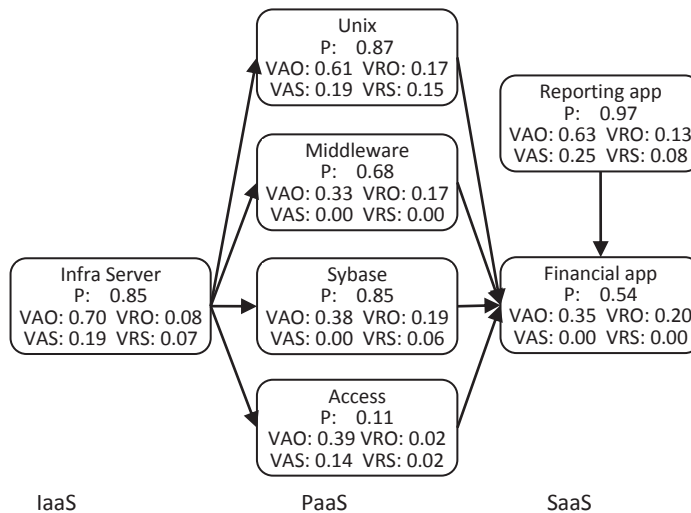 Unix
P: 0.87
VAO: 0.61 VRO: 0.17
VAS: 0.19 VRS: 0.15
Reporting app
P: 0.97
VAO: 0.63 VRO: 0.13
VAS: 0.25 VRS: 0.08
Middleware
P: 0.68
VAO: 0.33 VRO: 0.17
VAS: 0.00 VRS: 0.00
Infra Server
P: 0.85
VAO: 0.70 VRO: 0.08
VAS: 0.19 VRS: 0.07
Sybase
P: 0.85
VAO: 0.38 VRO: 0.19
VAS: 0.00 VRS: 0.06
Financial app
P: 0.54
VAO: 0.35 VRO: 0.20
VAS: 0.00 VRS: 0.00
Access
P: 0.11
VAO: 0.39 VRO: 0.02
VAS: 0.14 VRS: 0.02
IaaS PaaS SaaS